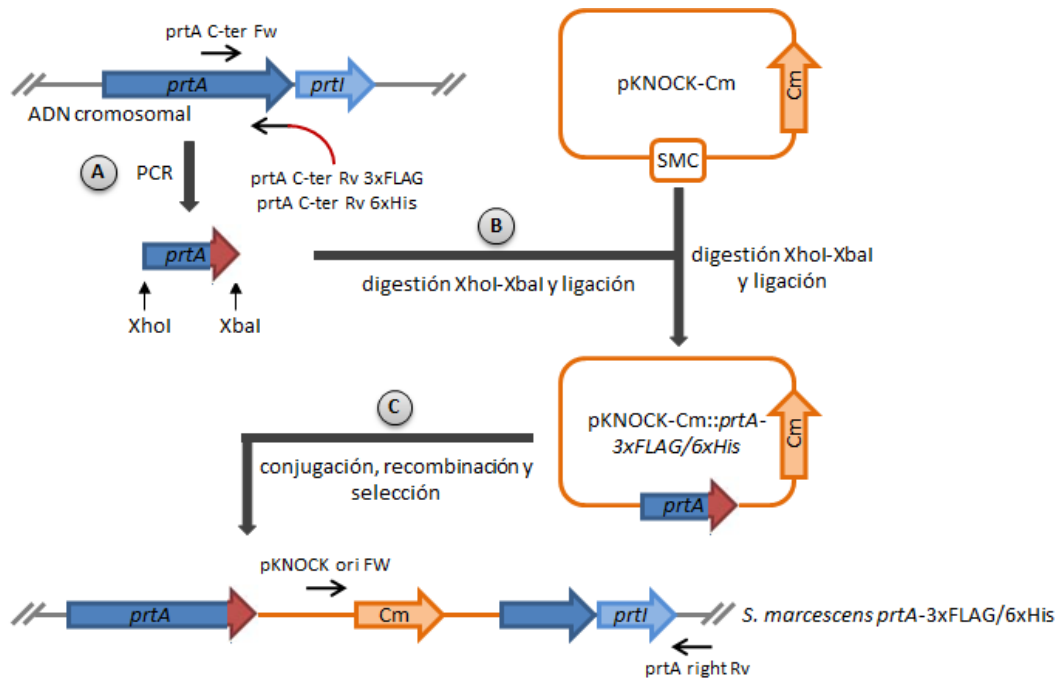 prtA C-ter Fw
prtA
prtI
ADN cromosomal
A
PCR
prtA C-ter Rv 3xFLAG
prtA C-ter Rv 6xHis
pKNOCK-Cm
Cm
SMC
prtA
XhoI
XbaI
B
digestión XhoI-XbaI y ligación
digestión XhoI-XbaI
y ligación
C
conjugación, recombinación y
selección
pKNOCK-Cm::prtA-
3xFLAG/6xHis
Cm
prtA
pKNOCK ori FW
prtA
Cm
prtI
S. marcescens prtA-3xFLAG/6xHis
prtA right Rv